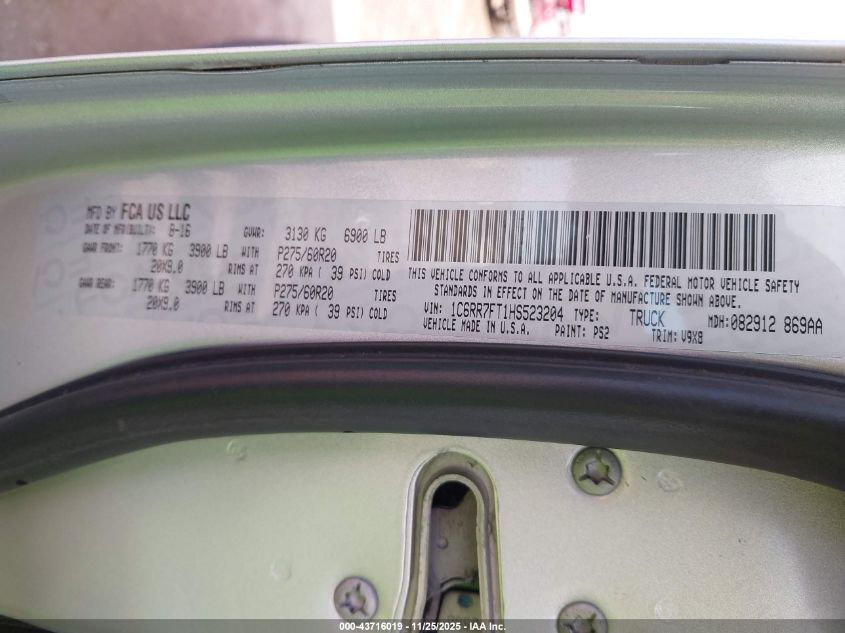 MFD BY FCA US LLC
DATE OF MFR(BUILT): 8-16 GVWR: 3130 KG 6900 LB
GAWR FRONT: 1770 KG 3900 LB WITH P275/60R20 TIRES
20X9.0 RIMS AT 270 KPA ( 39 PSI) COLD
GAWR REAR: 1770 KG 3900 LB WITH P275/60R20 TIRES
20X9.0 RIMS AT 270 KPA ( 39 PSI) COLD
THIS VEHICLE CONFORMS TO ALL APPLICABLE U.S.A. FEDERAL MOTOR VEHICLE SAFETY
STANDARDS IN EFFECT ON THE DATE OF MANUFACTURE SHOWN ABOVE.
VIN: 1C6RR7FT1HS523204 TYPE: TRUCK MDH: 082912 869AA
VEHICLE MADE IN U.S.A. PAINT: PS2 TRIM: V9X8
000-43716019 — 11/25/2025 — IAA Inc.